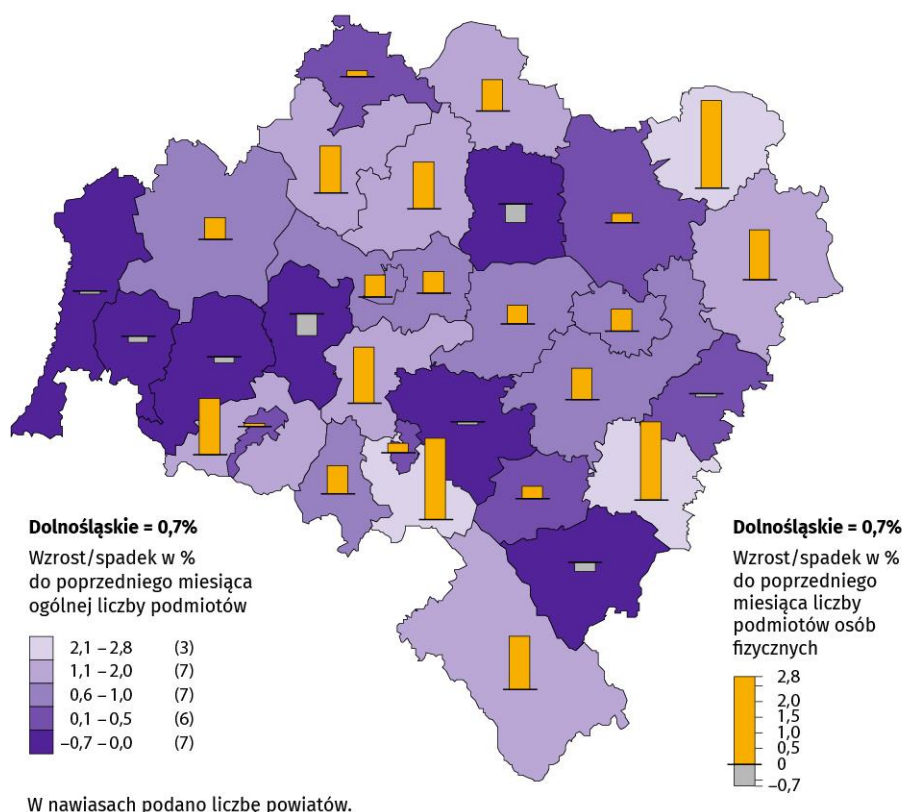 Dolnośląskie = 0,7%
Wzrost/spadek w %
do poprzedniego miesiąca
ogólnej liczby podmiotów
2,1 – 2,8 (3)
1,1 – 2,0 (7)
0,6 – 1,0 (7)
0,1 – 0,5 (6)
–0,7 – 0,0 (7)
W nawiasach podano liczbę powiatów.
Dolnośląskie = 0,7%
Wzrost/spadek w %
do poprzedniego
miesiąca liczby
podmiotów osób
fizycznych
2,8
2,0
1,5
1,0
0,5
0
–0,7